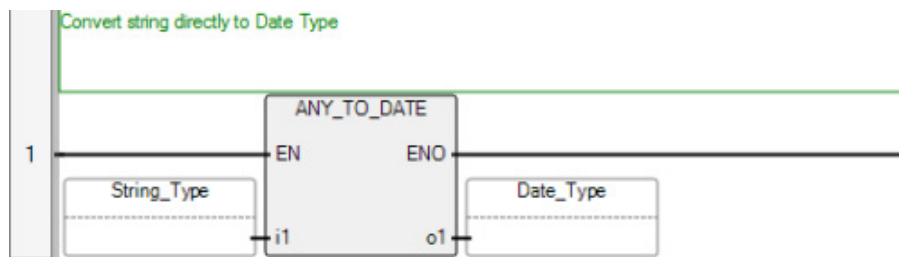 Convert string directly to Date Type
ANY_TO_DATE
1
EN
ENO
String_Type
Date_Type
i1
o1